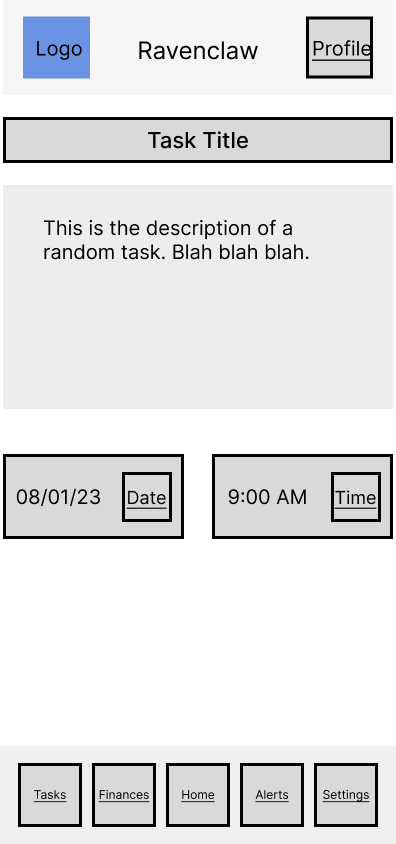 Logo
Ravenclaw
Profile
Task Title
This is the description of a
random task. Blah blah blah.
08/01/23
Date
9:00 AM
Time
Tasks
Finances
Home
Alerts
Settings